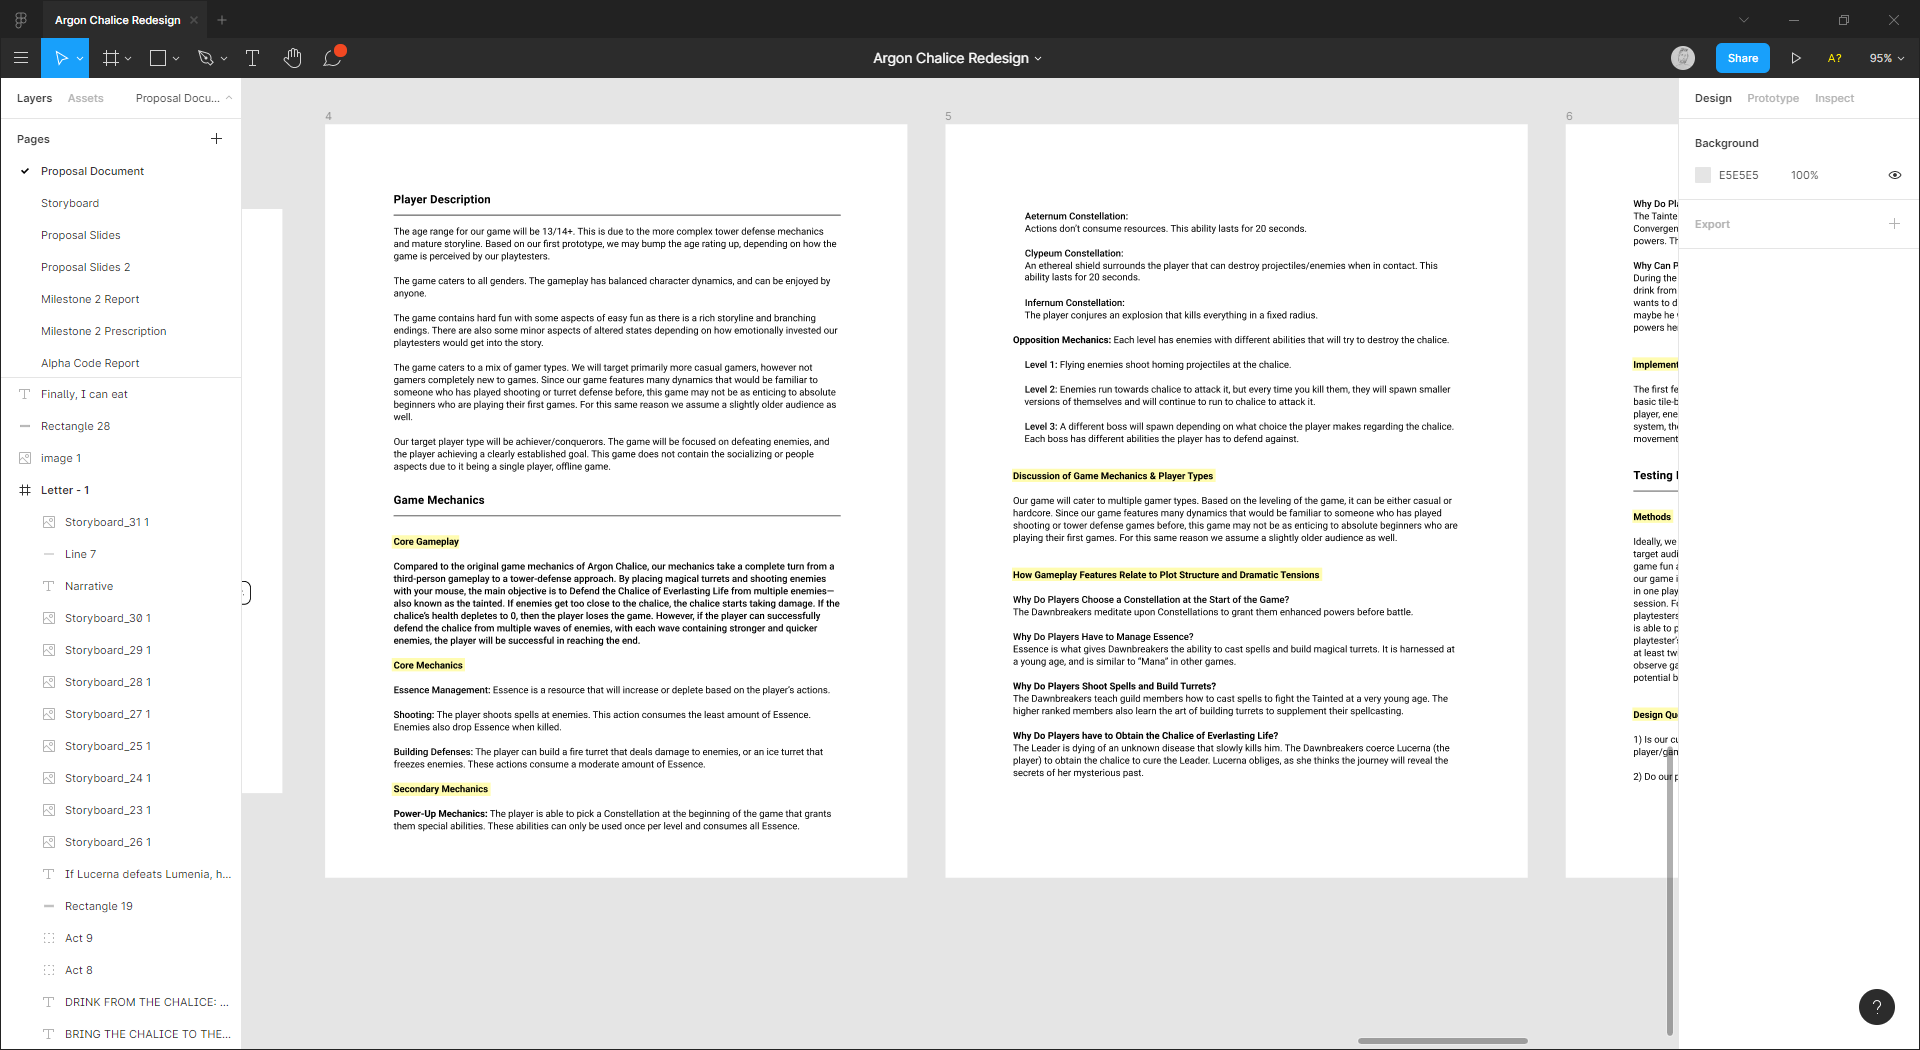 Argon Chalice Redesign
Argon Chalice Redesign
Share
A?
95%
Layers
Assets
Proposal Docu...
Pages
Proposal Document
Storyboard
Proposal Slides
Proposal Slides 2
Milestone 2 Report
Milestone 2 Prescription
Alpha Code Report
Finally, I can eat
Rectangle 28
image 1
Letter - 1
Storyboard_31 1
Line 7
Narrative
Storyboard_30 1
Storyboard_29 1
Storyboard_28 1
Storyboard_27 1
Storyboard_25 1
Storyboard_24 1
Storyboard_23 1
Storyboard_26 1
If Lucerna defeats Lumenia, h...
Rectangle 19
Act 9
Act 8
DRINK FROM THE CHALICE: ...
BRING THE CHALICE TO THE...
4
Player Description
The age range for our game will be 13/14+. This is due to the more complex tower defense mechanics
and mature storyline. Based on our first prototype, we may bump the age rating up, depending on how the
game is perceived by our playtesters.
The game caters to all genders. The gameplay has balanced character dynamics, and can be enjoyed by
anyone.
The game contains hard fun with some aspects of easy fun as there is a rich storyline and branching
endings. There are also some minor aspects of altered states depending on how emotionally invested our
playtesters would get into the story.
The game caters to a mix of gamer types. We will target primarily more casual gamers, however not
gamers completely new to games. Since our game features many dynamics that would be familiar to
someone who has played shooting or turret defense before, this game may not be as enticing to absolute
beginners who are playing their first games. For this same reason we assume a slightly older audience as
well.
Our target player type will be achiever/conquerors. The game will be focused on defeating enemies, and
the player achieving a clearly established goal. This game does not contain the socializing or people
aspects due to it being a single player, offline game.
Game Mechanics
Core Gameplay
Compared to the original game mechanics of Argon Chalice, our mechanics take a complete turn from a
third-person gameplay to a tower-defense approach. By placing magical turrets and shooting enemies
with your mouse, the main objective is to Defend the Chalice of Everlasting Life from multiple enemies—
also known as the tainted. If enemies get too close to the chalice, the chalice starts taking damage. If the
chalice's health depletes to 0, then the player loses the game. However, if the player can successfully
defend the chalice from multiple waves of enemies, with each wave containing stronger and quicker
enemies, the player will be successful in reaching the end.
Core Mechanics
Essence Management: Essence is a resource that will increase or deplete based on the player's actions.
Shooting: The player shoots spells at enemies. This action consumes the least amount of Essence.
Enemies also drop Essence when killed.
Building Defenses: The player can build a fire turret that deals damage to enemies, or an ice turret that
freezes enemies. These actions consume a moderate amount of Essence.
Secondary Mechanics
Power-Up Mechanics: The player is able to pick a Constellation at the beginning of the game that grants
them special abilities. These abilities can only be used once per level and consumes all Essence.
5
Aeternum Constellation:
Actions don't consume resources. This ability lasts for 20 seconds.
Clypeum Constellation:
An ethereal shield surrounds the player that can destroy projectiles/enemies when in contact. This
ability lasts for 20 seconds.
Infernum Constellation:
The player conjures an explosion that kills everything in a fixed radius.
Opposition Mechanics: Each level has enemies with different abilities that will try to destroy the chalice.
Level 1: Flying enemies shoot homing projectiles at the chalice.
Level 2: Enemies run towards chalice to attack it, but every time you kill them, they will spawn smaller
versions of themselves and will continue to run to chalice to attack it.
Level 3: A different boss will spawn depending on what choice the player makes regarding the chalice.
Each boss has different abilities the player has to defend against.
Discussion of Game Mechanics & Player Types
Our game will cater to multiple gamer types. Based on the leveling of the game, it can be either casual or
hardcore. Since our game features many dynamics that would be familiar to someone who has played
shooting or tower defense games before, this game may not be as enticing to absolute beginners who are
playing their first games. For this same reason we assume a slightly older audience as well.
How Gameplay Features Relate to Plot Structure and Dramatic Tensions
Why Do Players Choose a Constellation at the Start of the Game?
The Dawnbreakers meditate upon Constellations to grant them enhanced powers before battle.
Why Do Players Have to Manage Essence?
Essence is what gives Dawnbreakers the ability to cast spells and build magical turrets. It is harnessed at
a young age, and is similar to "Mana" in other games.
Why Do Players Shoot Spells and Build Turrets?
The Dawnbreakers teach guild members how to cast spells to fight the Tainted at a very young age. The
higher ranked members also learn the art of building turrets to supplement their spellcasting.
Why Do Players have to Obtain the Chalice of Everlasting Life?
The Leader is dying of an unknown disease that slowly kills him. The Dawnbreakers coerce Lucerna (the
player) to obtain the chalice to cure the Leader. Lucerna obliges, as she thinks the journey will reveal the
secrets of her mysterious past.
6
Why Do Pl
The Tainte
Convergen
powers. Th
Why Can P
During the
drink from
wants to d
maybe he
powers he
Implement
The first fe
basic tile-b
player, ene
system, th
movement
Testing
Methods
Ideally, we
target audi
game fun a
our game i
in one play
session. Fo
playtesters
is able to p
playtester's
at least tw
observe ga
potential b
Design Que
1) Is our cu
player/gam
2) Do our p
Design
Prototype
Inspect
Background
E5E5E5
100%
Export
?